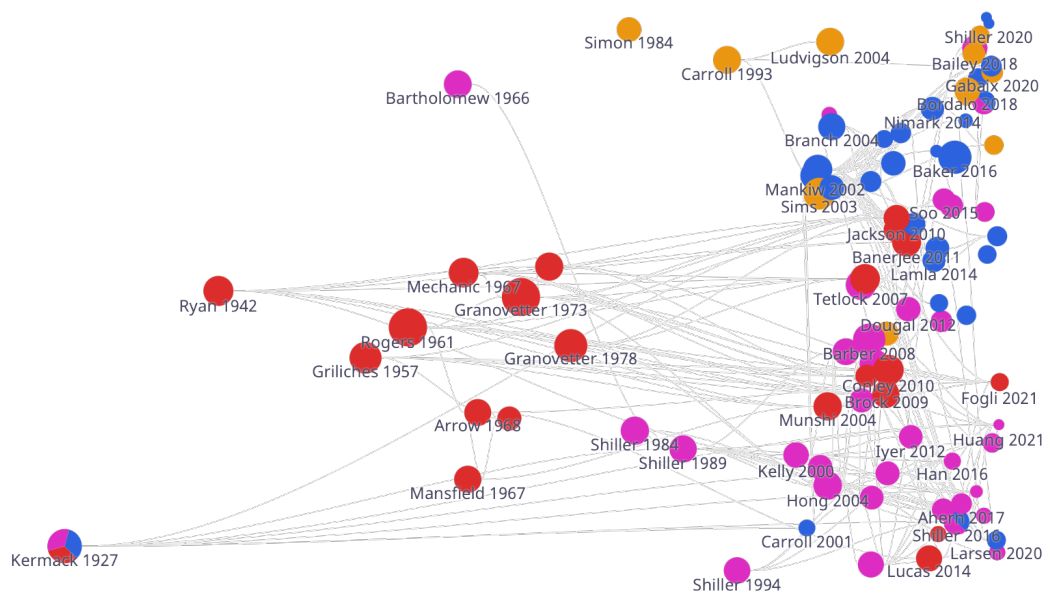 Shiller 2020
Simon 1984
Ludvigson 2004
Bailey 2018
Carroll 1993
Gabaix 2020
Bartholomew 1966
Bordalo 2018
Nimark 2014
Branch 2004
Baker 2016
Mankiw 2002
Sims 2003
Soo 2015
Jackson 2010
Banerjee 2011
Lamla 2014
Mechanic 1967
Tetlock 2007
Ryan 1942
Granovetter 1973
Dougal 2012
Rogers 1961
Barber 2008
Granovetter 1978
Griliches 1957
Conley 2010
Fogli 2021
Brock 2009
Munshi 2004
Arrow 1968
Huang 2021
Shiller 1984
Iyer 2012
Shiller 1989
Kelly 2000
Han 2016
Mansfield 1967
Hong 2004
Ahern 2017
Shiller 2016
Carroll 2001
Larsen 2020
Kermack 1927
Lucas 2014
Shiller 1994